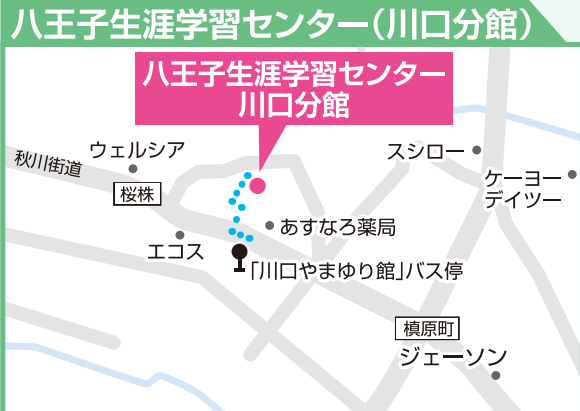 八王子生涯学習センター（川口分館）
八王子生涯学習センター
川口分館
秋川街道
ウェルシア
桜株
スシロー
ケーヨー
デイツー
あすなろ薬局
エコス
「川口やまゆり館」バス停
槙原町
ジェーソン